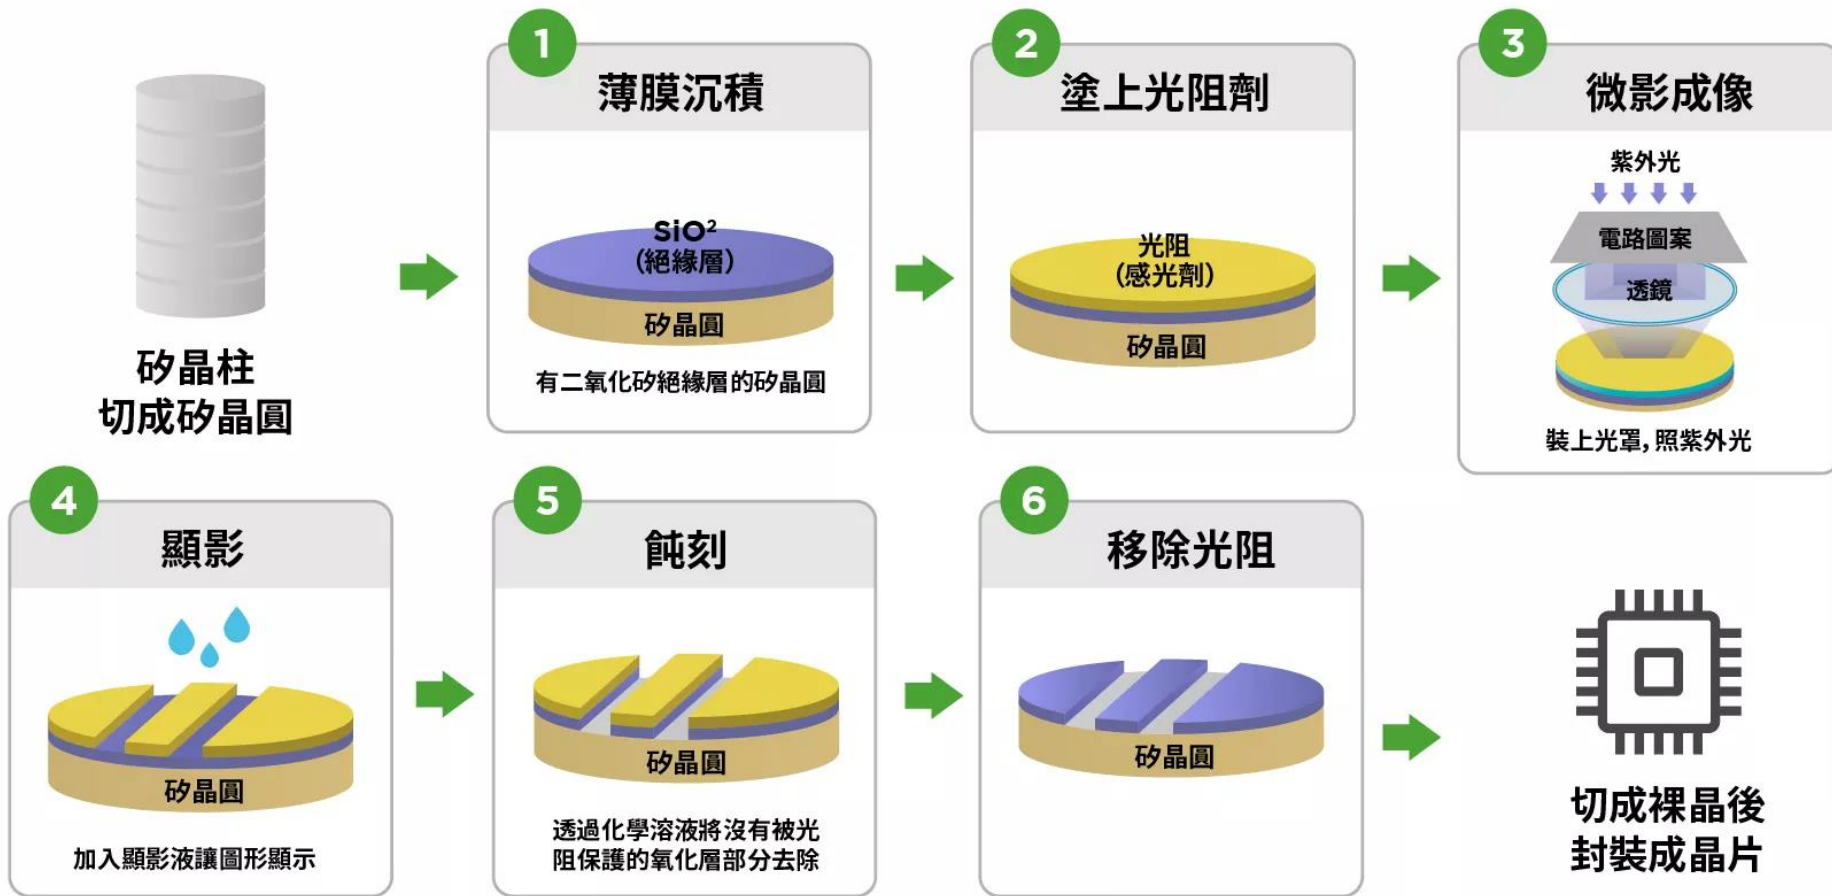 矽晶柱
切成矽晶圓
1
薄膜沉積
SiO²
(絕緣層)
矽晶圓
有二氧化矽絕緣層的矽晶圓
2
塗上光阻劑
光阻
(感光劑)
矽晶圓
3
微影成像
紫外光
電路圖案
透鏡
裝上光罩,照紫外光
4
顯影
矽晶圓
加入顯影液讓圖形顯示
5
飩刻
矽晶圓
透過化學溶液將沒有被光
阻保護的氧化層部分去除
6
移除光阻
矽晶圓
切成裸晶後
封裝成晶片